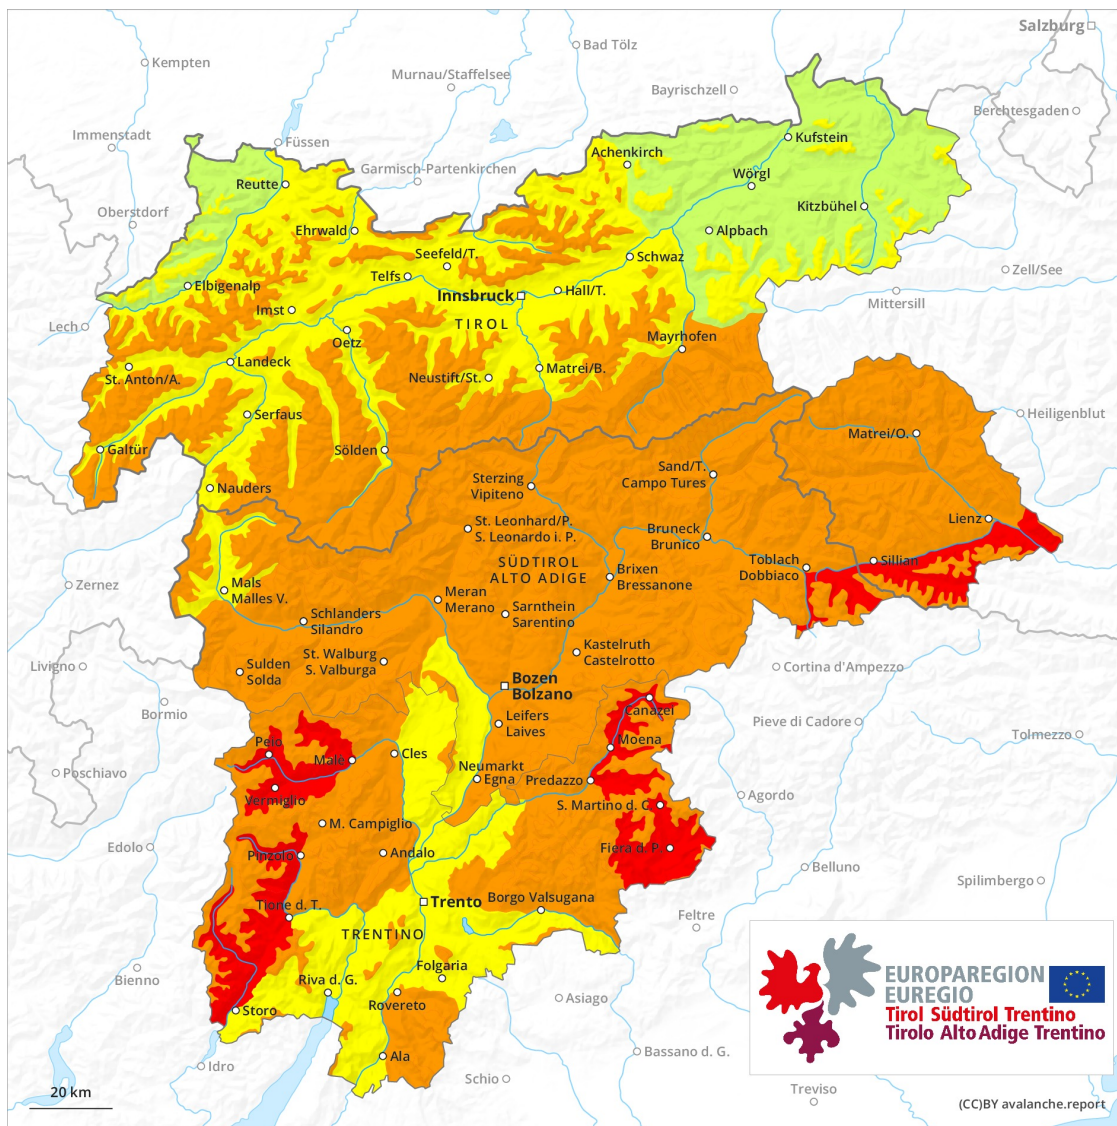 Salzburg
Bad Tölz
Kempten
Murnau/Staffelsee
Bayrischzell
Berchtesgaden
Immenstadt
Füssen
Kufstein
Achenkirch
Garmisch-Partenkirchen
Wörgl
Reutte
Kitzbühel
Oberstdorf
Ehrwald
Alpbach
Seefeld/T.
Schwaz
Zell/See
Telfs
Elbigenalp
Innsbruck
Hall/T.
Mittersill
Imst
TIROL
Lech
Oetz
Mayrhofen
Landeck
Matrei/B.
St. Anton/A.
Neustift/St.
Serfaus
Heiligenblut
Matrei/O.
Galtür
Sölden
Sand/T.
Campo Tures
Sterzing
Vipiteno
Nauders
Lienz
St. Leonhard/P.
S. Leonardo i. P.
Bruneck
Brunico
SÜDTIROL
ALTO ADIGE
Toblach
Dobbiaco
Sillian
Brixen
Bressanone
Zernez
Mals
Malles V.
Meran
Merano
Sarnthein
Sarentino
Schlanders
Silandro
Kastelruth
Castelrotto
St. Walburg
S. Valburga
Livigno
Sulden
Solda
Cortina d'Ampezzo
Bozen
Bolzano
Bormio
Canazei
Leifers
Laives
Pieve di Cadore
Tolmezzo
Moena
Peio
Malè
Cles
Poschiavo
Neumarkt
Egna
Predazzo
Vermiglio
S. Martino d. C
Agordo
M. Campiglio
Edolo
Pinzolo
Andalo
Fiera d. P.
Belluno
Spilimbergo
Borgo Valsugana
Trento
Tione d. T.
Feltre
TRENTINO
Bienno
Folgaria
Riva d. G.
Rovereto
Asiago
Storo
Ala
Bassano d. G.
Idro
Schio
Treviso
EUROPAREGION
EUREGIO
Tirol Südtirol Trentino
Tirolo Alto Adige Trentino
20 km
(CC)BY avalanche.report